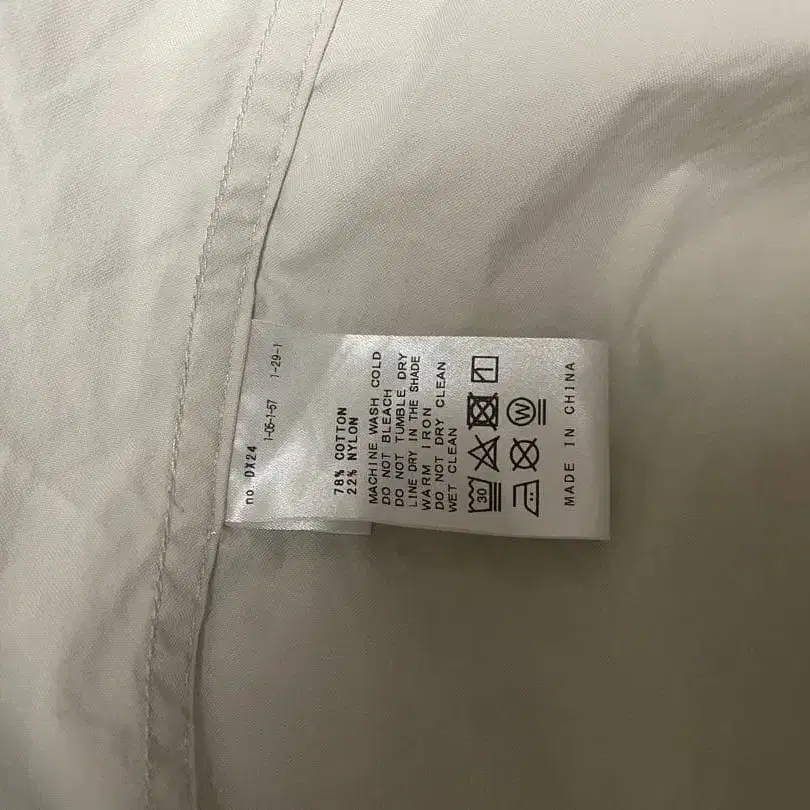 no. DX24
1-06-1-57 1-29-1
78% COTTON
22% NYLON
MACHINE WASH COLD
DO NOT BLEACH
DO NOT TUMBLE DRY
LINE DRY IN THE SHADE
WARM IRON
DO NOT DRY CLEAN
WET CLEAN
30
W
MADE IN CHINA